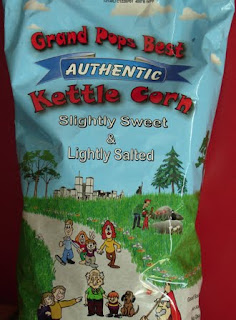 Grand Pops Best
AUTHENTIC
Kettle Corn
Slightly Sweet
&
Lightly Salted